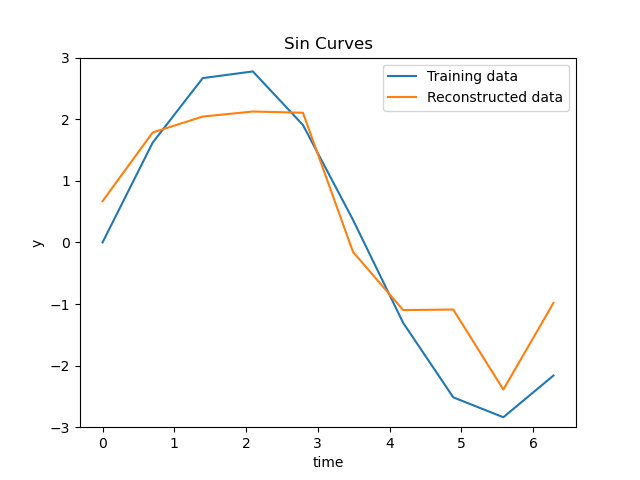 Sin Curves
Training data
Reconstructed data
3
2
1
0
−1
−2
−3
y
0 1 2 3 4 5 6
time